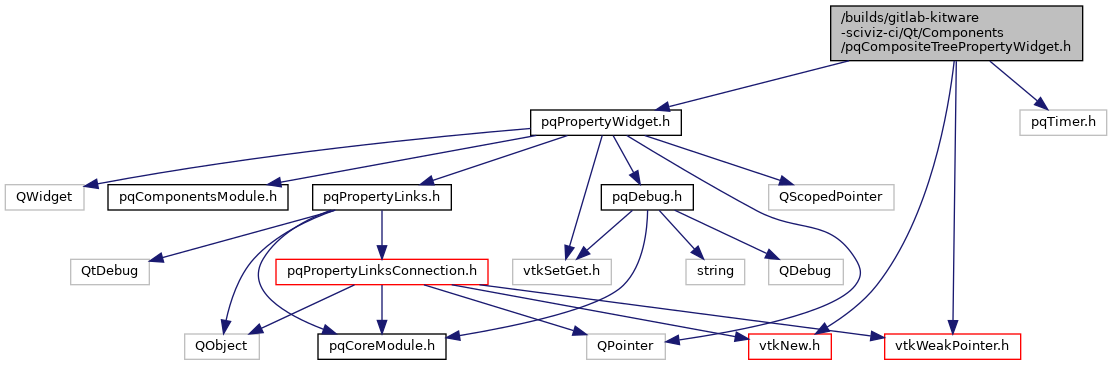 /builds/gitlab-kitware
-sciviz-ci/Qt/Components
/pqCompositeTreePropertyWidget.h
pqPropertyWidget.h
pqTimer.h
QWidget
pqComponentsModule.h
pqPropertyLinks.h
pqDebug.h
QScopedPointer
QtDebug
pqPropertyLinksConnection.h
vtkSetGet.h
string
QDebug
QObject
pqCoreModule.h
QPointer
vtkNew.h
vtkWeakPointer.h